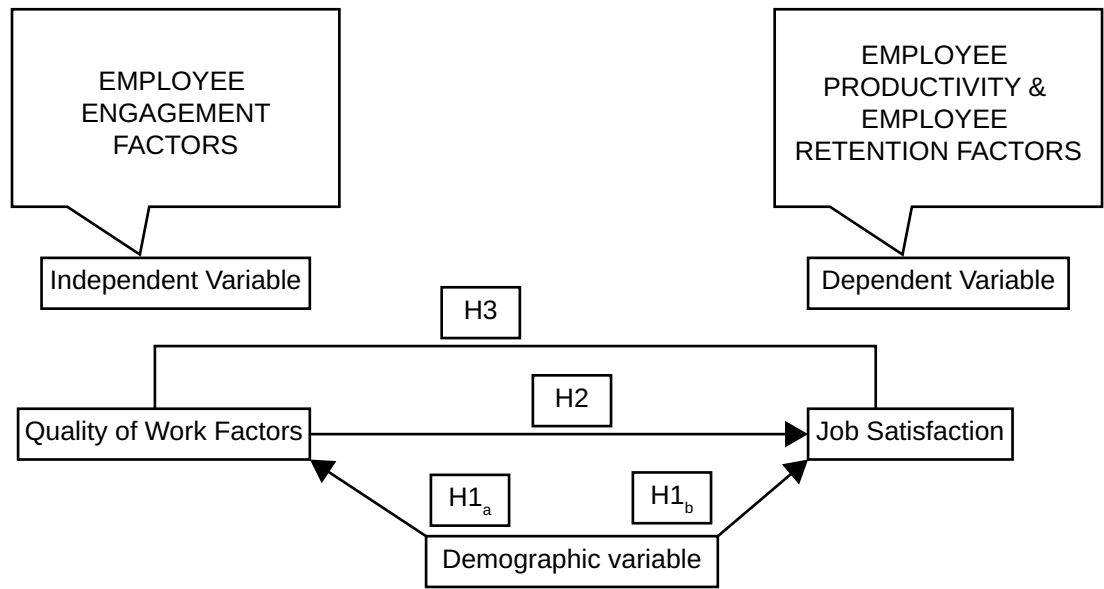 EMPLOYEE
ENGAGEMENT
FACTORS
EMPLOYEE
PRODUCTIVITY &
EMPLOYEE
RETENTION FACTORS
Independent Variable
Dependent Variable
H3
H2
Quality of Work Factors
Job Satisfaction
H1a
H1b
Demographic variable